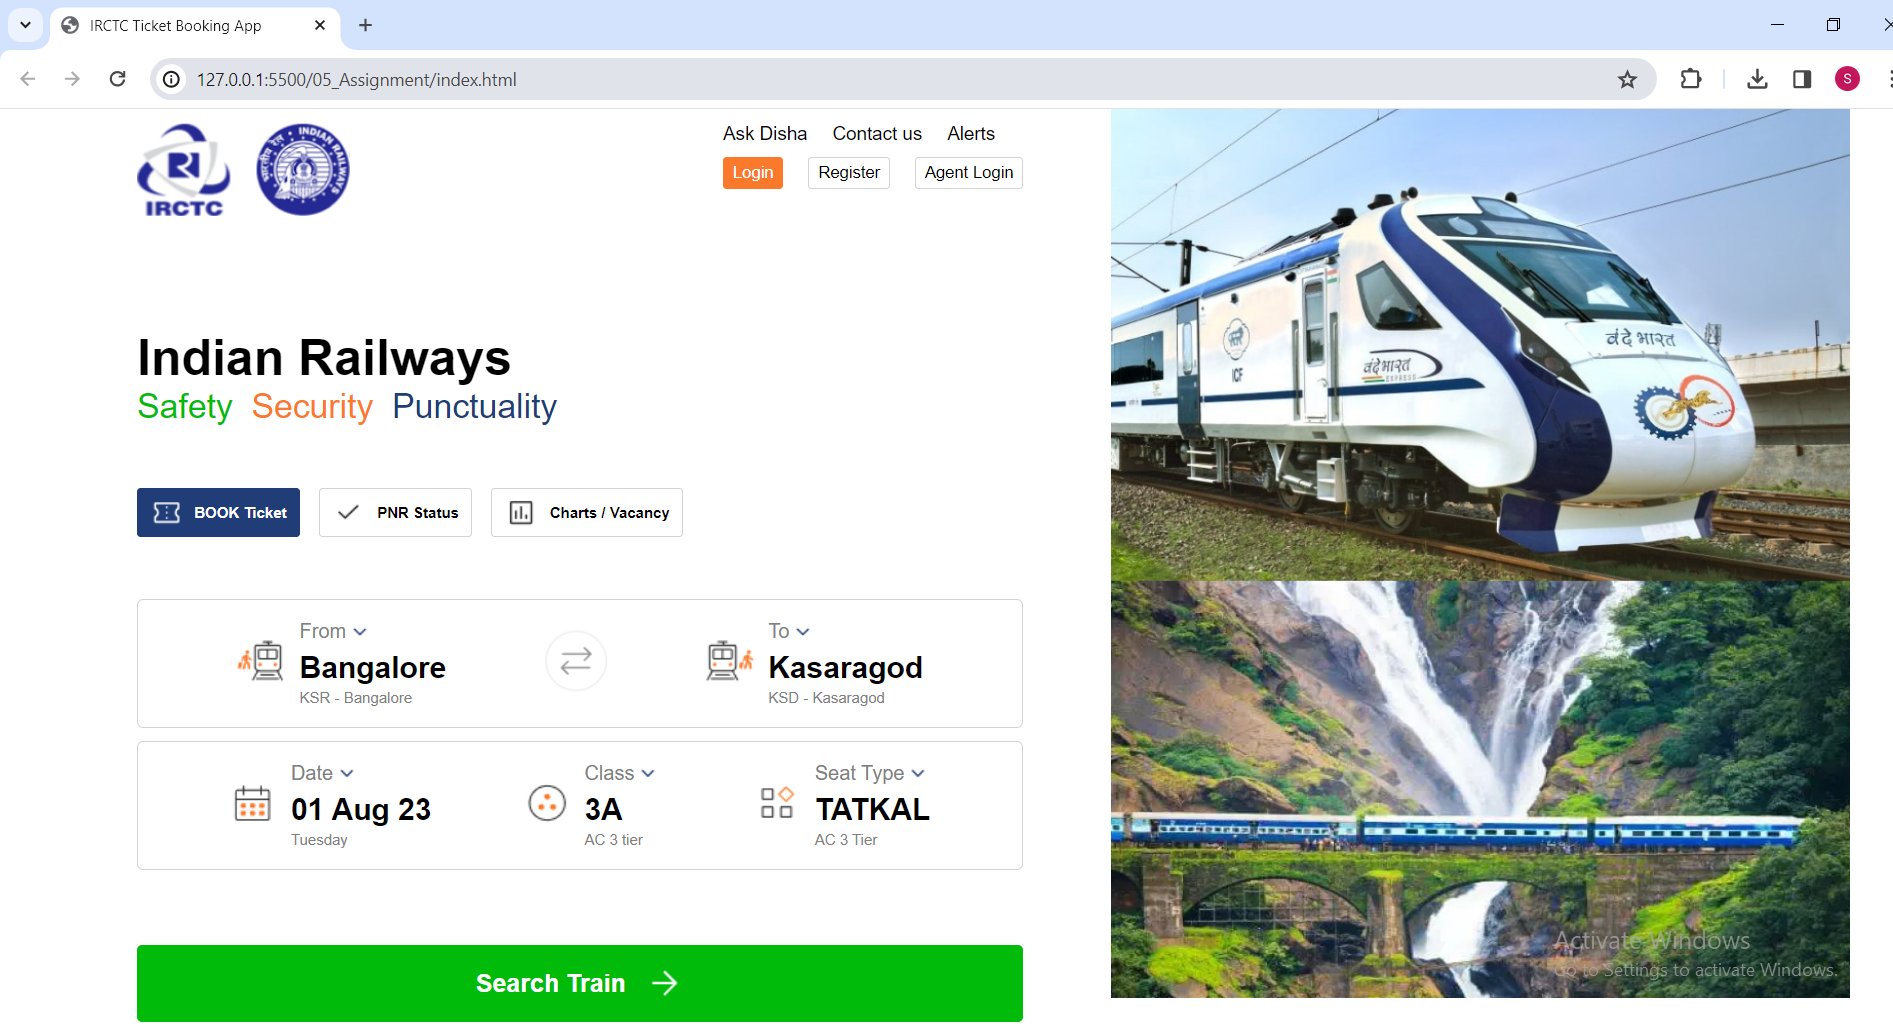 IRCTC Ticket Booking App
127.0.0.1:5500/05_Assignment/index.html
S
IRCTC
भारतीय रेल INDIAN RAILWAYS
Ask Disha Contact us Alerts
Login Register Agent Login
Indian Railways
Safety Security Punctuality
BOOK Ticket PNR Status Charts / Vacancy
From To
Bangalore Kasaragod
KSR - Bangalore KSD - Kasaragod
Date Class Seat Type
01 Aug 23 3A TATKAL
Tuesday AC 3 tier AC 3 Tier
Search Train
वंदे भारत
ICF
वंदे भारत
EXPRESS
Activate Windows
Go to Settings to activate Windows.